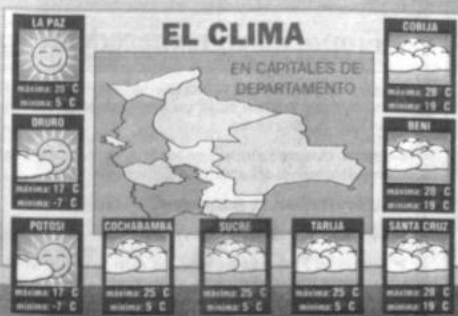 LA PAZ
máxima: 20° C
mínima: 5° C
EL CLIMA
EN CAPITALES DE
DEPARTAMENTO
COBIJA
máxima: 28° C
mínima: 19° C
ORURO
máxima: 17° C
mínima: -7° C
BENI
máxima: 28° C
mínima: 19° C
POTOSI
máxima: 17° C
mínima: -7° C
COCHABAMBA
máxima: 25° C
mínima: 5° C
SUCRE
máxima: 25° C
mínima: 5° C
TARIJA
máxima: 25° C
mínima: 5° C
SANTA CRUZ
máxima: 28° C
mínima: 19° C